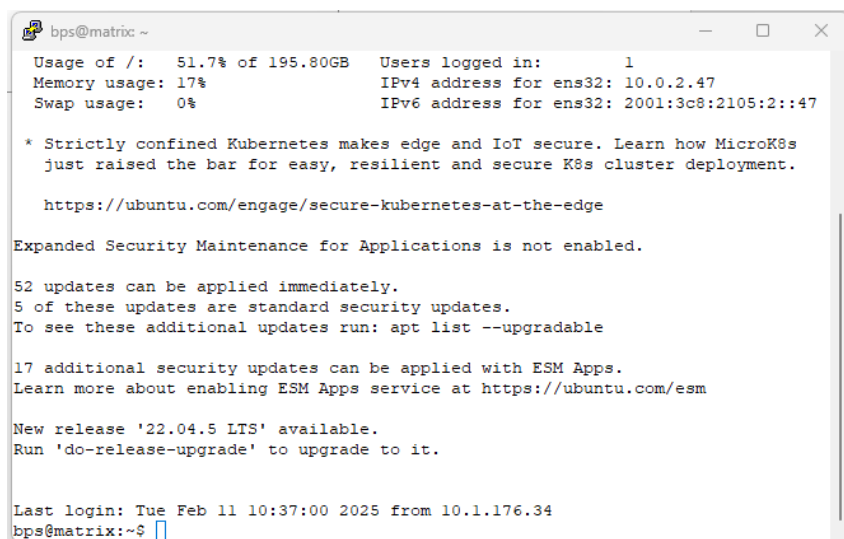 bps@matrix: ~
Usage of /:   51.7% of 195.80GB   Users logged in:        1
Memory usage: 17%                 IPv4 address for ens32: 10.0.2.47
Swap usage:   0%                  IPv6 address for ens32: 2001:3c8:2105:2::47
* Strictly confined Kubernetes makes edge and IoT secure. Learn how MicroK8s
just raised the bar for easy, resilient and secure K8s cluster deployment.
https://ubuntu.com/engage/secure-kubernetes-at-the-edge
Expanded Security Maintenance for Applications is not enabled.
52 updates can be applied immediately.
5 of these updates are standard security updates.
To see these additional updates run: apt list --upgradable
17 additional security updates can be applied with ESM Apps.
Learn more about enabling ESM Apps service at https://ubuntu.com/esm
New release '22.04.5 LTS' available.
Run 'do-release-upgrade' to upgrade to it.
Last login: Tue Feb 11 10:37:00 2025 from 10.1.176.34
bps@matrix:~$